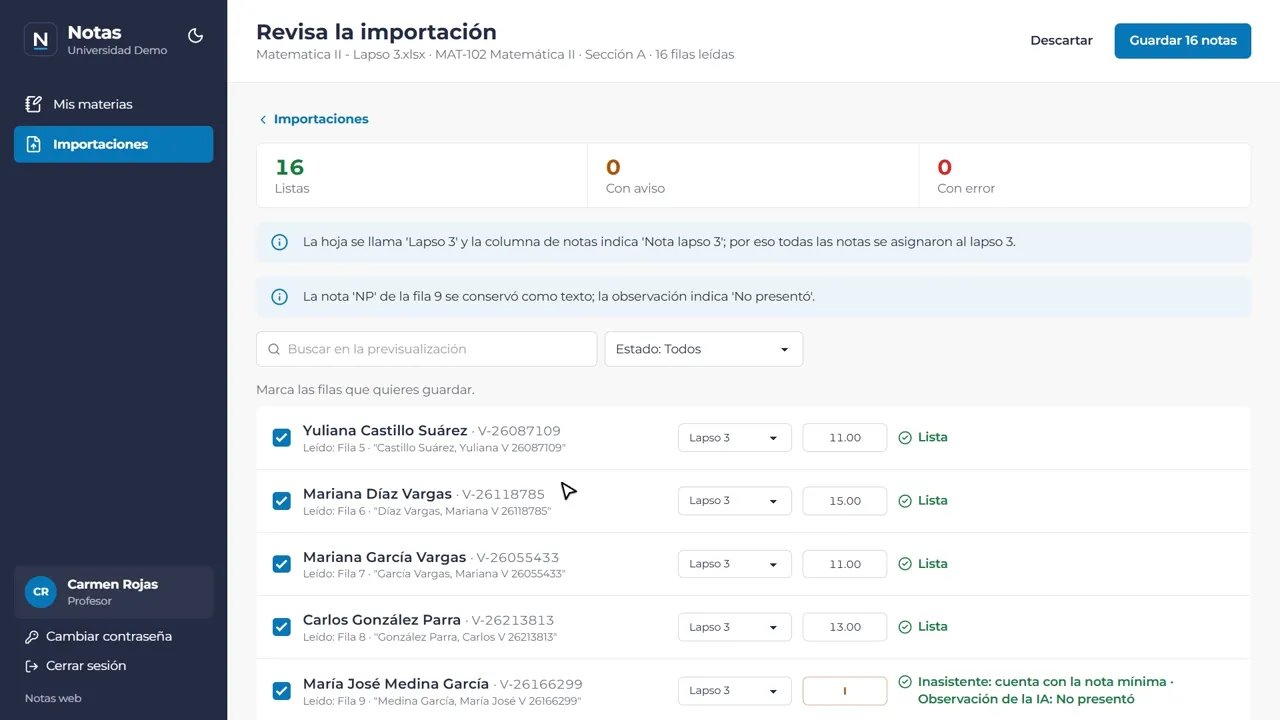 N
Notas
Universidad Demo
Mis materias
Importaciones
Carmen Rojas
CR
Profesor
Cambiar contraseña
Cerrar sesión
Notas web
Revisa la importación
Matematica II - Lapso 3.xlsx · MAT-102 Matemática II · Sección A · 16 filas leídas
Descartar
Guardar 16 notas
Importaciones
16
Listas
0
Con aviso
0
Con error
La hoja se llama 'Lapso 3' y la columna de notas indica 'Nota lapso 3'; por eso todas las notas se asignaron al lapso 3.
La nota 'NP' de la fila 9 se conservó como texto; la observación indica 'No presentó'.
Buscar en la previsualización
Estado: Todos
Marca las filas que quieres guardar.
Yuliana Castillo Suárez · V-26087109
Leído: Fila 5 · "Castillo Suárez, Yuliana V 26087109"
Lapso 3
11.00
Lista
Mariana Díaz Vargas · V-26118785
Leído: Fila 6 · "Díaz Vargas, Mariana V 26118785"
Lapso 3
15.00
Lista
Mariana García Vargas · V-26055433
Leído: Fila 7 · "García Vargas, Mariana V 26055433"
Lapso 3
11.00
Lista
Carlos González Parra · V-26213813
Leído: Fila 8 · "González Parra, Carlos V 26213813"
Lapso 3
13.00
Lista
María José Medina García · V-26166299
Leído: Fila 9 · "Medina García, María José V 26166299"
Lapso 3
I
Inasistente: cuenta con la nota mínima ·
Observación de la IA: No presentó